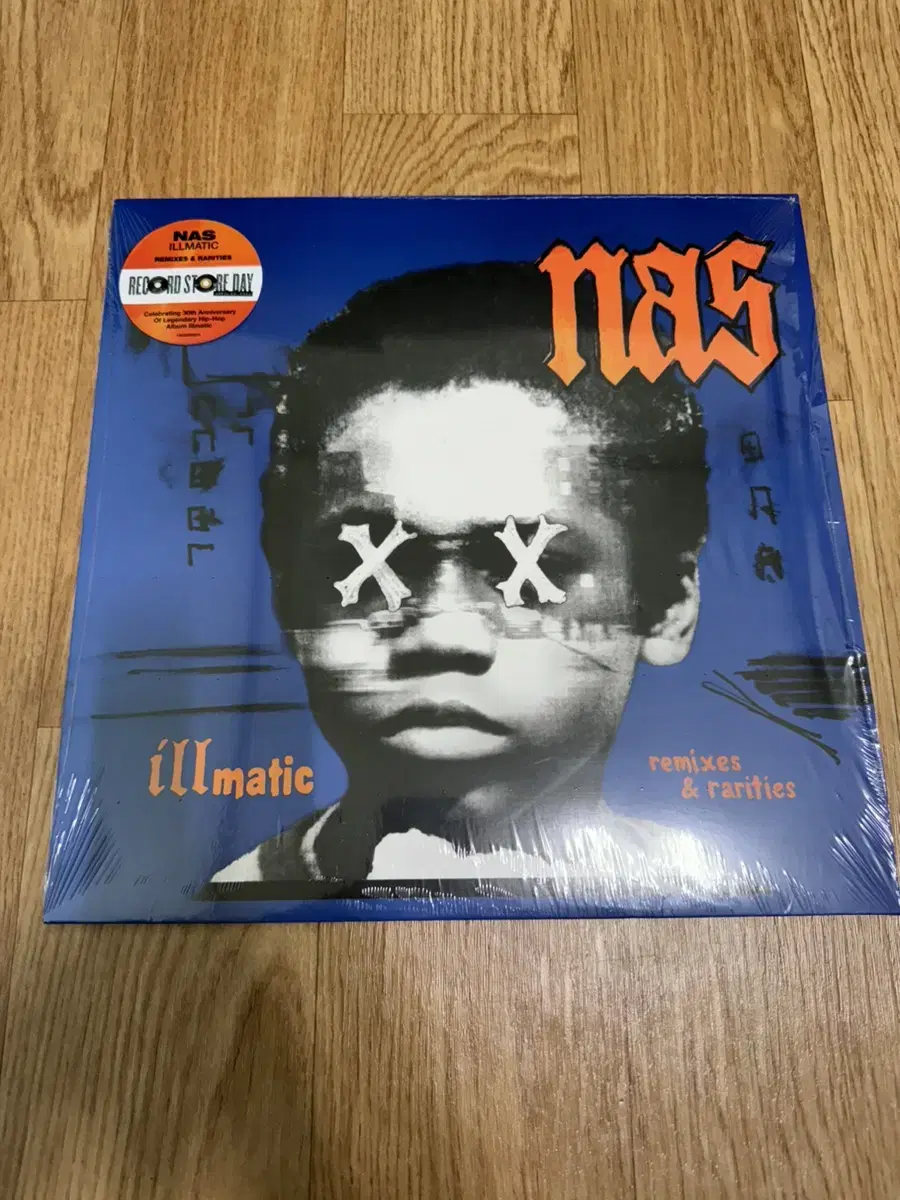 NAS
ILLMATIC
REMIXES & RARITIES
RECORD STORE DAY
Celebrating 30th Anniversary
Of Legendary Hip-Hop
Album Illmatic
nas
illmatic
remixes
& rarities